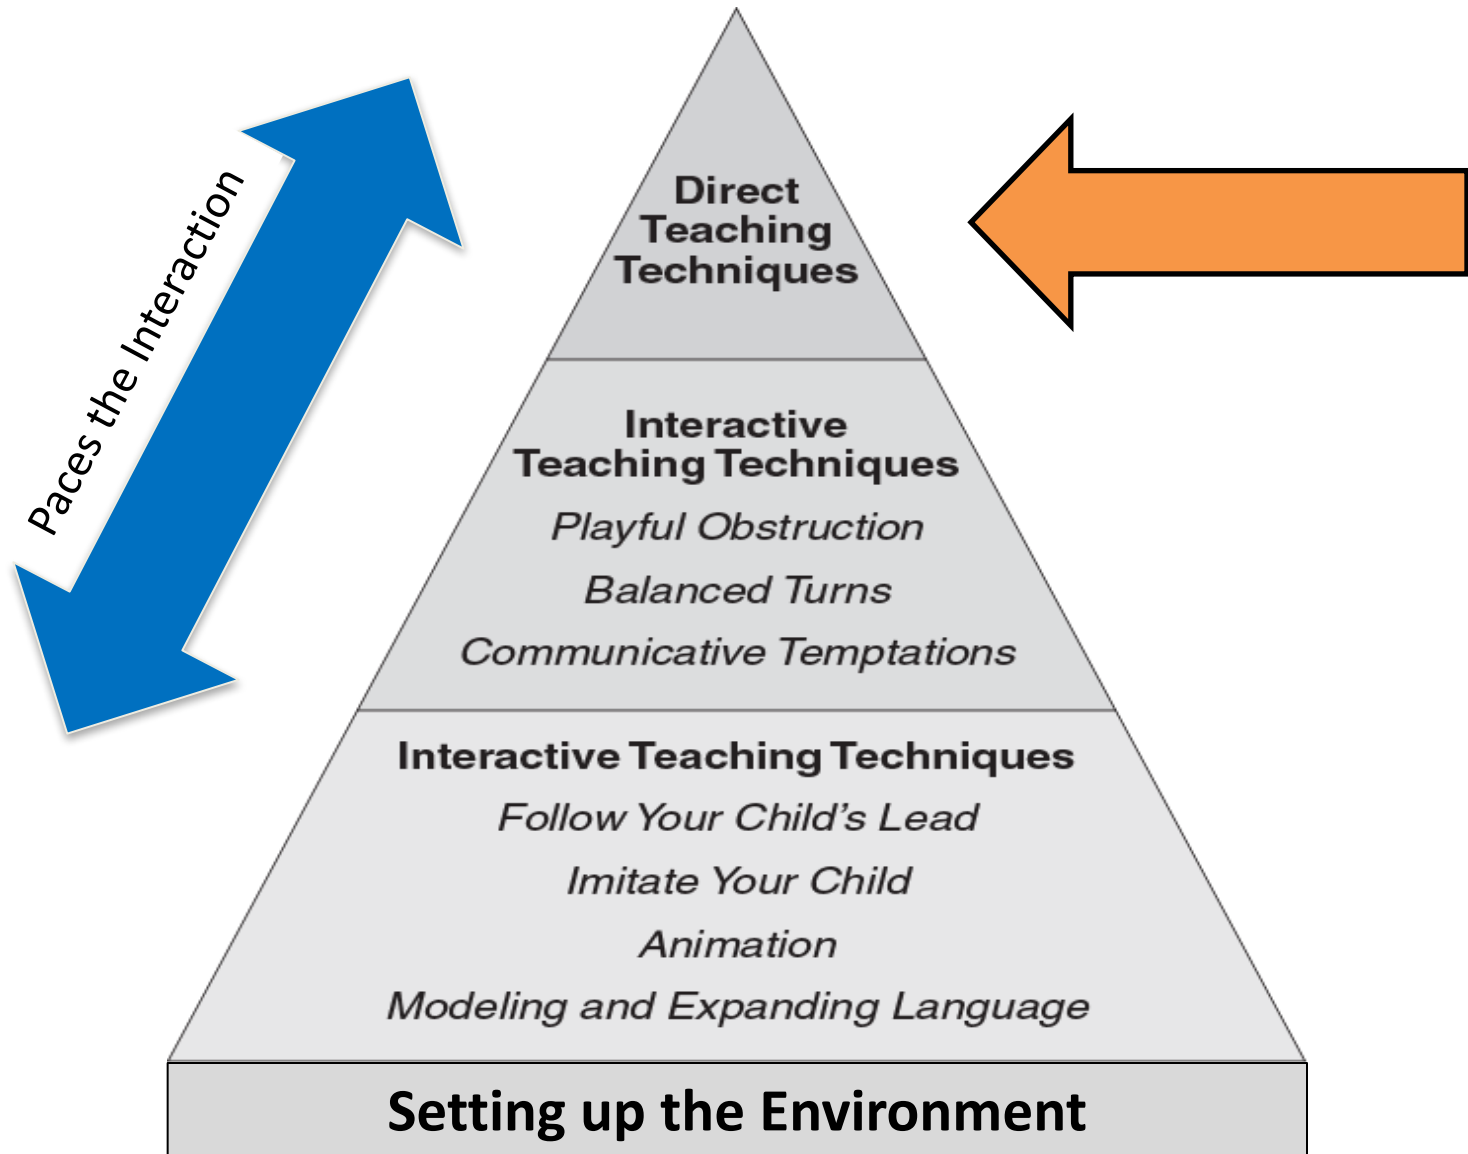 Paces the Interaction
Direct
Teaching
Techniques
Interactive
Teaching Techniques
Playful Obstruction
Balanced Turns
Communicative Temptations
Interactive Teaching Techniques
Follow Your Child's Lead
Imitate Your Child
Animation
Modeling and Expanding Language
Setting up the Environment